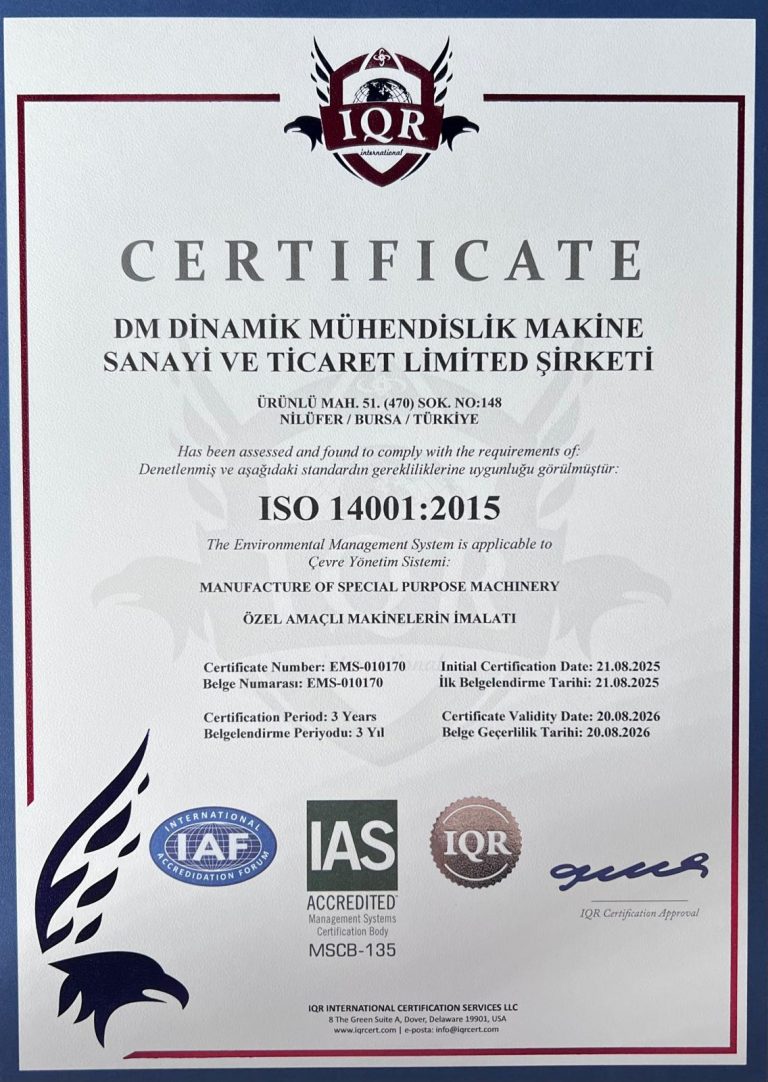 IQR
international
CERTIFICATE
DM DİNAMİK MÜHENDİSLİK MAKİNE
SANAYİ VE TİCARET LİMİTED ŞİRKETİ
ÜRÜNLÜ MAH. 51. (470) SOK. NO:148
NİLÜFER / BURSA / TÜRKİYE
Has been assessed and found to comply with the requirements of:
Denetlenmiş ve aşağıdaki standardın gerekliliklerine uygunluğu görülmüştür:
ISO 14001:2015
The Environmental Management System is applicable to
Çevre Yönetim Sistemi:
MANUFACTURE OF SPECIAL PURPOSE MACHINERY
ÖZEL AMAÇLI MAKİNELERİN İMALATI
Certificate Number: EMS-010170 Initial Certification Date: 21.08.2025
Belge Numarası: EMS-010170 İlk Belgelendirme Tarihi: 21.08.2025
Certification Period: 3 Years Certificate Validity Date: 20.08.2026
Belgelendirme Periyodu: 3 Yıl Belge Geçerlilik Tarihi: 20.08.2026
INTERNATIONAL
IAF
ACCREDIDATION FORUM
IAS
ACCREDITED
Management Systems
Certification Body
MSCB-135
IQR
IQR Certification Approval
IQR INTERNATIONAL CERTIFICATION SERVICES LLC
8 The Green Suite A, Dover, Delaware 19901, USA
www.iqrcert.com | e-posta: info@iqrcert.com